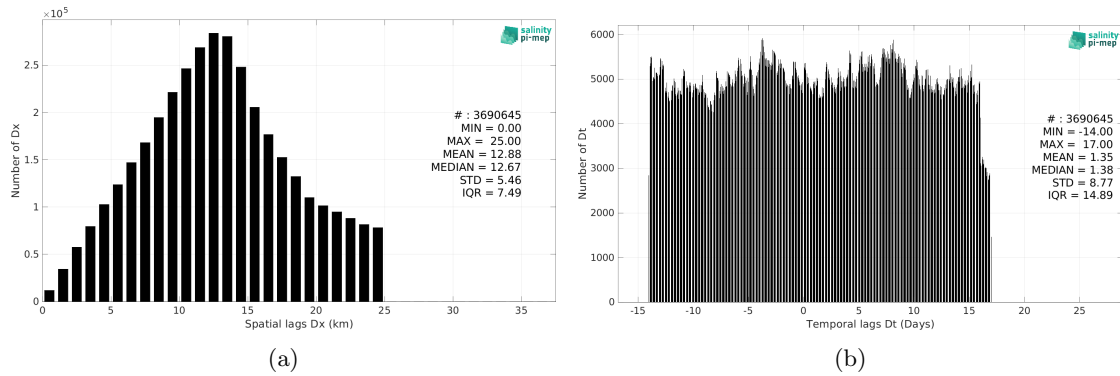 ×10⁵
2.5
2
1.5
1
0.5
0
0 5 10 15 20 25 30 35
Number of Dx
Spatial lags Dx (km)
salinity
pi-mep
# : 3690645
MIN = 0.00
MAX = 25.00
MEAN = 12.88
MEDIAN = 12.67
STD = 5.46
IQR = 7.49
(a)
6000
5000
4000
3000
2000
1000
0
-15 -10 -5 0 5 10 15 20 25
Number of Dt
Temporal lags Dt (Days)
salinity
pi-mep
# : 3690645
MIN = -14.00
MAX = 17.00
MEAN = 1.35
MEDIAN = 1.38
STD = 8.77
IQR = 14.89
(b)